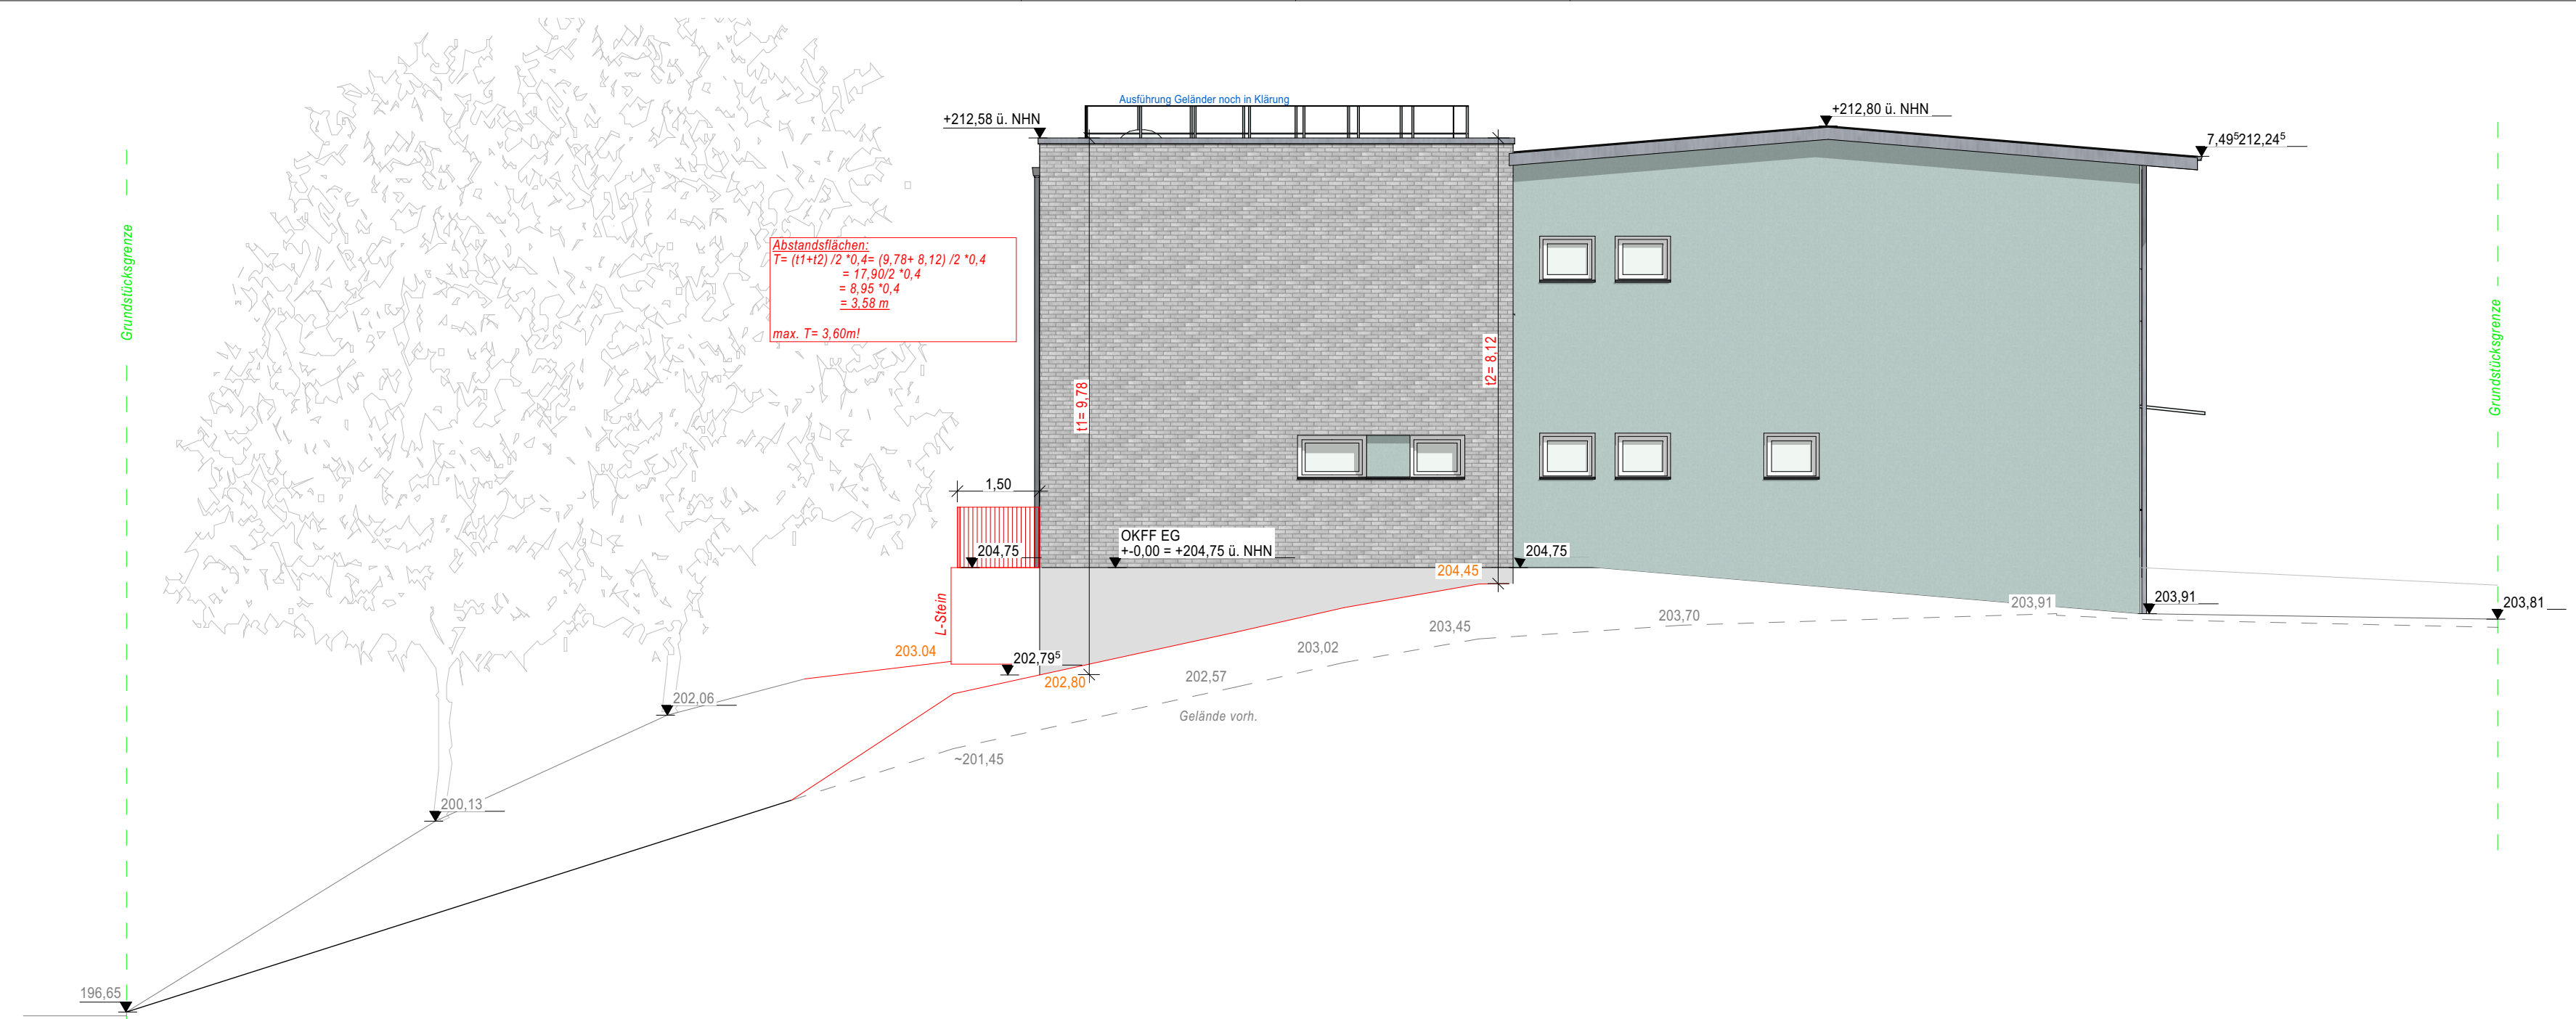 Ausführung Geländer noch in Klärung
+212,58 ü. NHN
+212,80 ü. NHN
7,49⁵212,24⁵
Grundstücksgrenze
Abstandsflächen:
T= (t1+t2) /2 *0,4= (9,78+ 8,12) /2 *0,4
= 17,90/2 *0,4
= 8,95 *0,4
= 3,58 m
max. T= 3,60m!
t1= 9,78
t2= 8,12
Grundstücksgrenze
1,50
204,75
OKFF EG
+-0,00 = +204,75 ü. NHN
204,75
204,45
L-Stein
203.04
202,79⁵
202,80
202,57
203,02
203,45
203,70
203,91
203,91
203,81
202,06
Gelände vorh.
~201,45
200,13
196,65